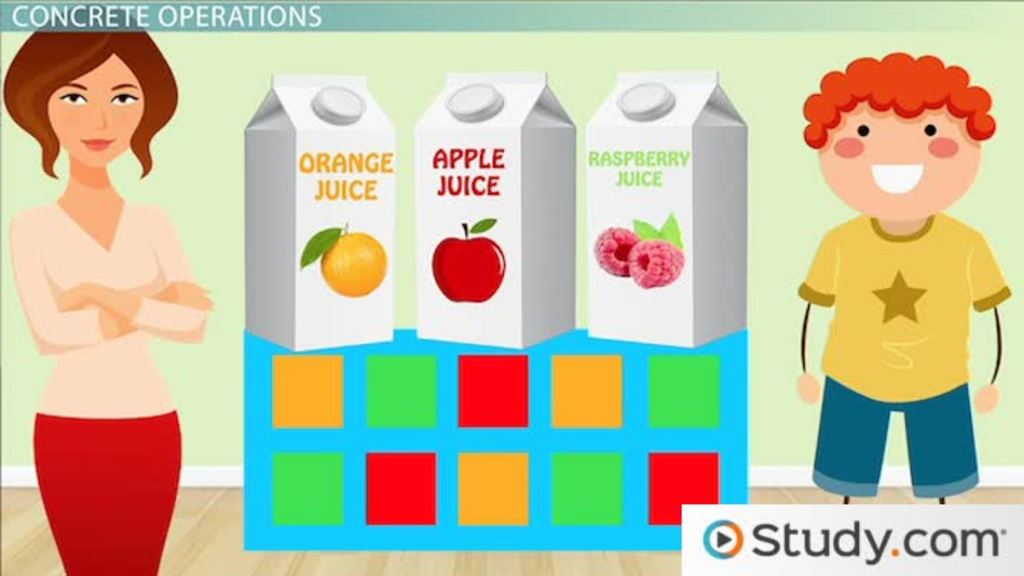 CONCRETE OPERATIONS
ORANGE
JUICE
APPLE
JUICE
RASPBERRY
JUICE
Study.com